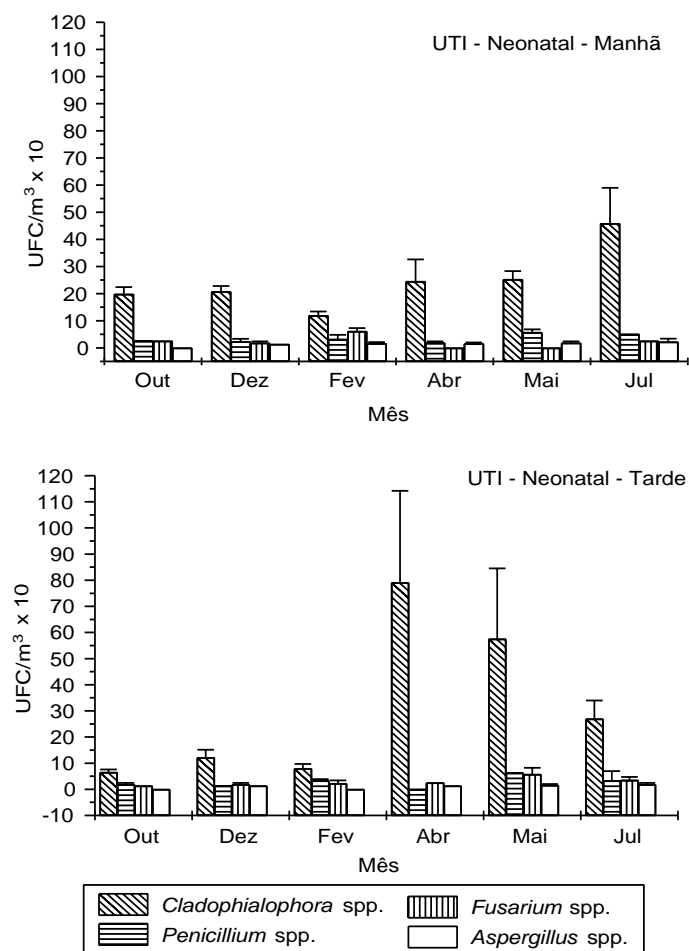 UTI - Neonatal - Manhã
UFC/m³ x 10
120
110
100
90
80
70
60
50
40
30
20
10
0
Out Dez Fev Abr Mai Jul
Mês
UTI - Neonatal - Tarde
UFC/m³ x 10
120
110
100
90
80
70
60
50
40
30
20
10
0
-10
Out Dez Fev Abr Mai Jul
Mês
Cladophialophora spp. Fusarium spp.
Penicillium spp. Aspergillus spp.